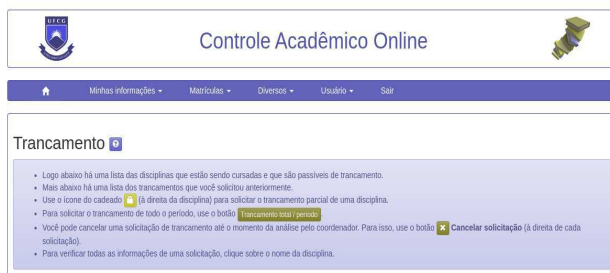 UFCG
Controle Acadêmico Online
Minhas informações Matrículas Diversos Usuário Sair
Trancamento ?
Logo abaixo há uma lista das disciplinas que estão sendo cursadas e que são passíveis de trancamento.
Mais abaixo há uma lista dos trancamentos que você solicitou anteriormente.
Use o ícone do cadeado (à direita da disciplina) para solicitar o trancamento parcial de uma disciplina.
Para solicitar o trancamento de todo o período, use o botão Trancamento total / período.
Você pode cancelar uma solicitação de trancamento até o momento da análise pelo coordenador. Para isso, use o botão Cancelar solicitação (à direita de cada
solicitação).
Para verificar todas as informações de uma solicitação, clique sobre o nome da disciplina.